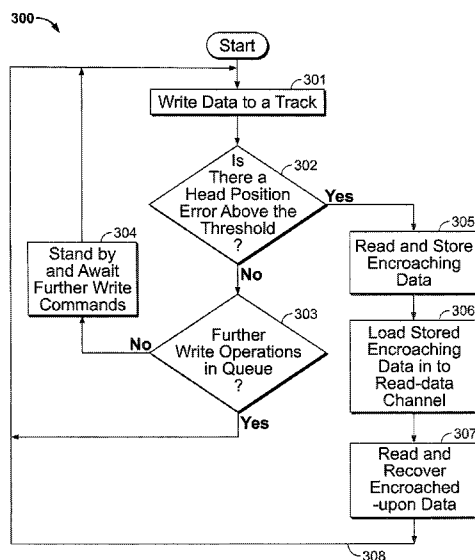 300
Start
301
Write Data to a Track
302
Is
There a
Head Position
Error Above the
Threshold
?
Yes
No
304
Stand by
and Await
Further Write
Commands
303
Further
Write Operations
in Queue
?
No
Yes
305
Read and Store
Encroaching
Data
306
Load Stored
Encroaching
Data in to
Read-data
Channel
307
Read and
Recover
Encroached
-upon Data
308